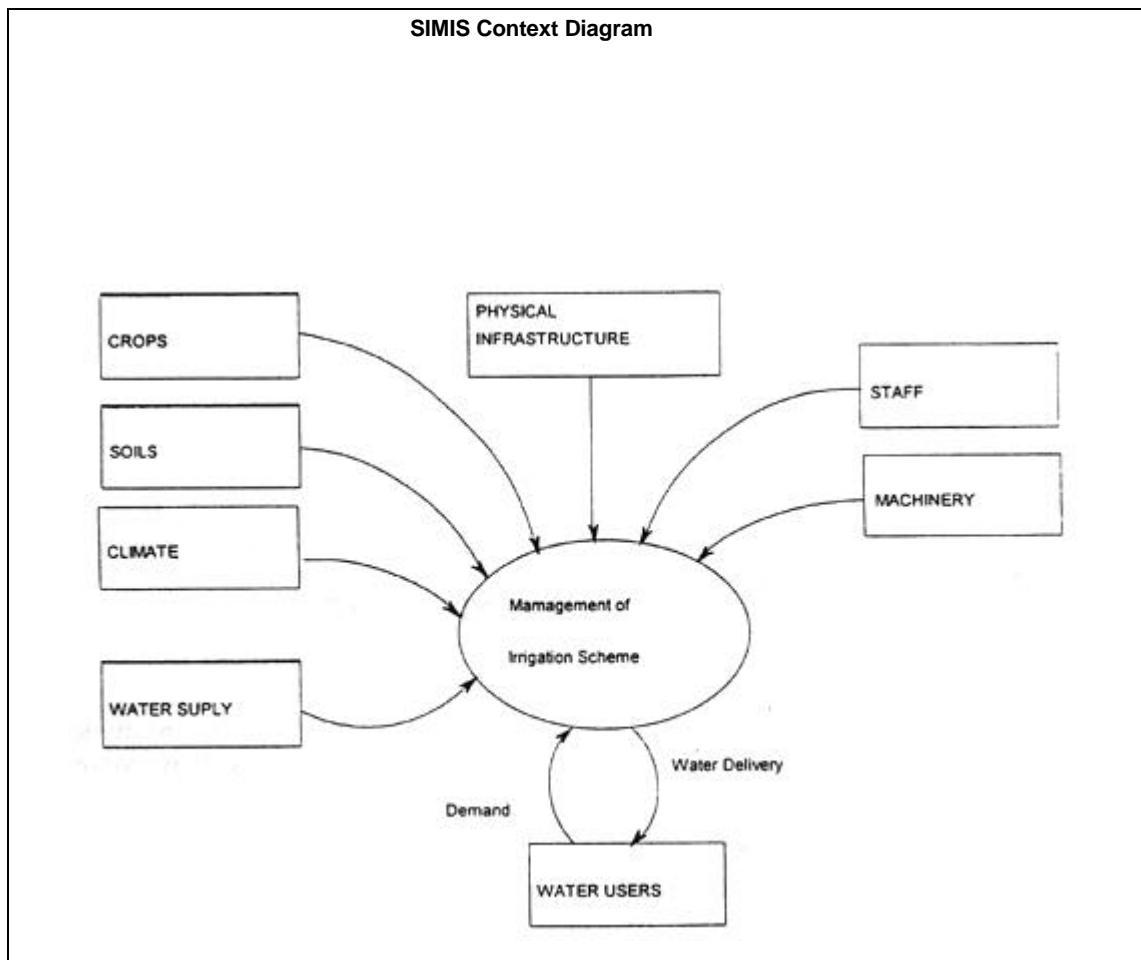 SIMIS Context Diagram
PHYSICAL
INFRASTRUCTURE
CROPS
STAFF
SOILS
MACHINERY
CLIMATE
Mamagement of
Irrigation Scheme
WATER SUPLY
Water Delivery
Demand
WATER USERS